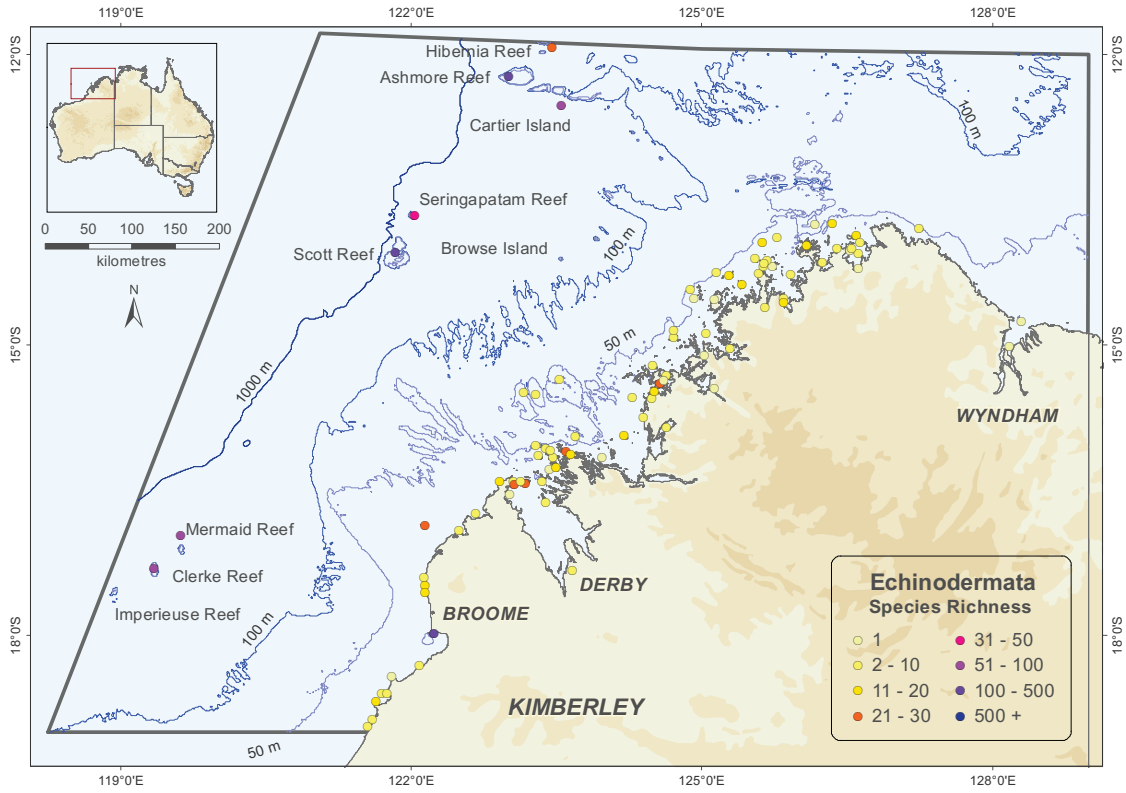 119°0'E
122°0'E
125°0'E
128°0'E
12°0'S
12°0'S
Hibernia Reef
Ashmore Reef
Cartier Island
100 m
0 50 100 150 200
kilometres
N
Seringapatam Reef
Scott Reef
Browse Island
100 m
15°0'S
15°0'S
50 m
1000 m
WYNDHAM
Mermaid Reef
Clerke Reef
Imperieuse Reef
100 m
DERBY
BROOME
18°0'S
18°0'S
KIMBERLEY
50 m
Echinodermata
Species Richness
1
2 - 10
11 - 20
21 - 30
31 - 50
51 - 100
100 - 500
500 +
119°0'E
122°0'E
125°0'E
128°0'E